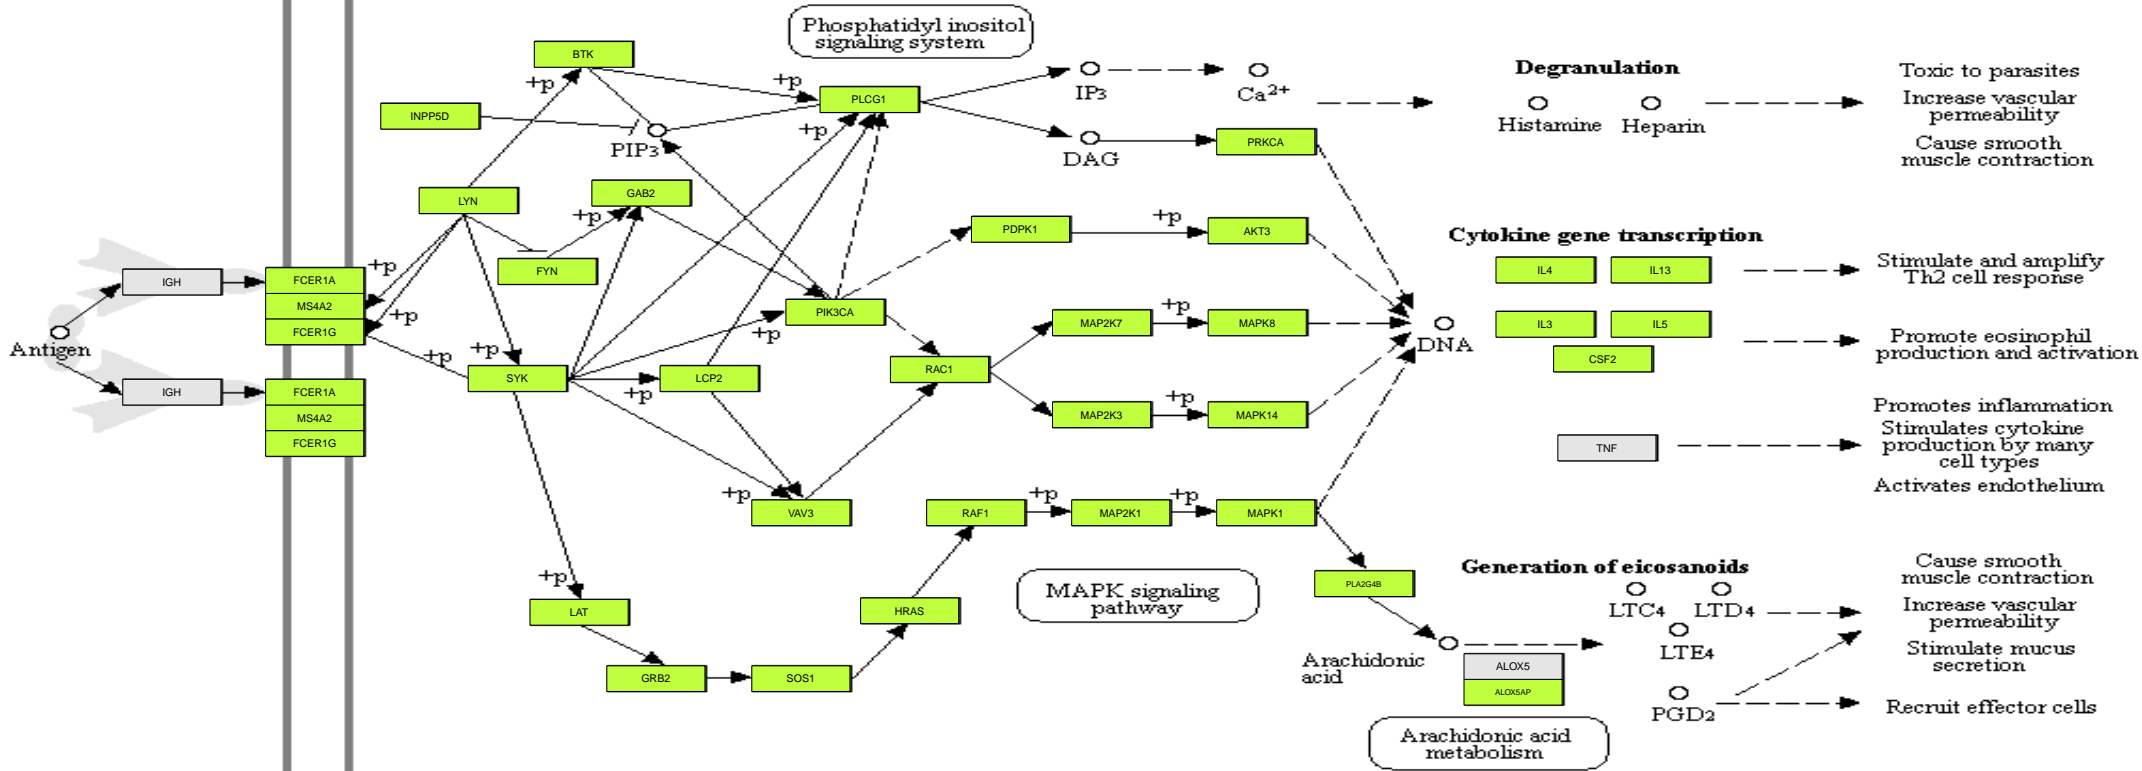 Phosphatidyl inositol
signaling system
BTK
+p
+p
PLCG1
INPP5D
+p
PIP3
IP3
Ca2+
DAG
PRKCA
Degranulation
Histamine
Heparin
Toxic to parasites
Increase vascular
permeability
Cause smooth
muscle contraction
LYN
GAB2
+p
FYN
PDPK1
+p
AKT3
Cytokine gene transcription
IL4
IL13
Stimulate and amplify
Th2 cell response
IGH
FCER1A
MS4A2
FCER1G
+p
+p
Antigen
+p
+p
SYK
PIK3CA
+p
LCP2
+p
RAC1
MAP2K7
+p
MAPK8
DNA
IL3
IL5
CSF2
Promote eosinophil
production and activation
IGH
FCER1A
MS4A2
FCER1G
MAP2K3
+p
MAPK14
Promotes inflammation
Stimulates cytokine
production by many
cell types
Activates endothelium
TNF
+p
VAV3
RAF1
+p
MAP2K1
+p
MAPK1
+p
LAT
HRAS
GRB2
SOS1
MAPK signaling
pathway
PLA2G4B
Generation of eicosanoids
LTC4
LTD4
LTE4
Arachidonic
acid
ALOX5
ALOX5AP
PGD2
Cause smooth
muscle contraction
Increase vascular
permeability
Stimulate mucus
secretion
Recruit effector cells
Arachidonic acid
metabolism